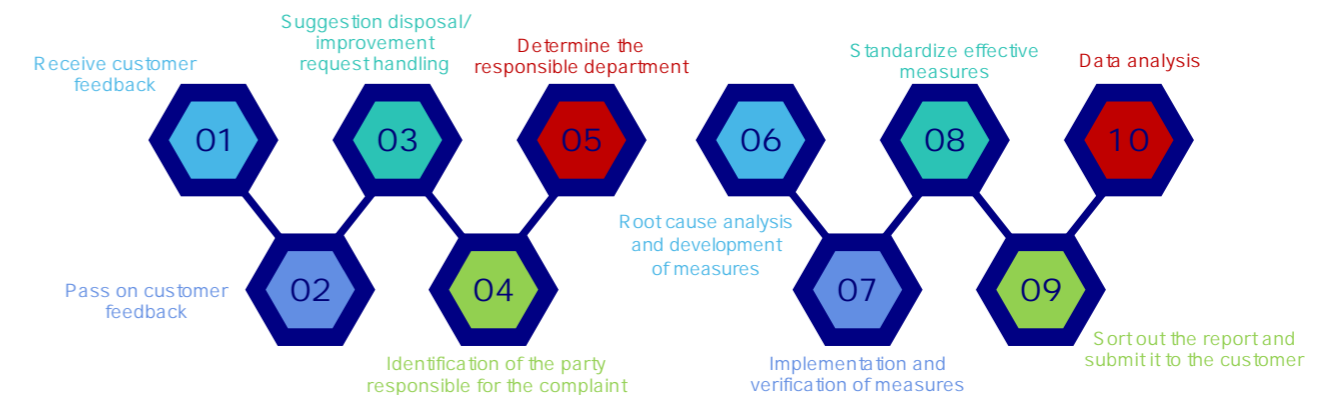 Receive customer
feedback
01
Pass on customer
feedback
02
Suggestion disposal/
improvement
request handling
03
Identification of the party
responsible for the complaint
04
Determine the
responsible department
05
Root cause analysis
and development
of measures
06
Implementation and
verification of measures
07
Standardize effective
measures
08
Sort out the report and
submit it to the customer
09
Data analysis
10